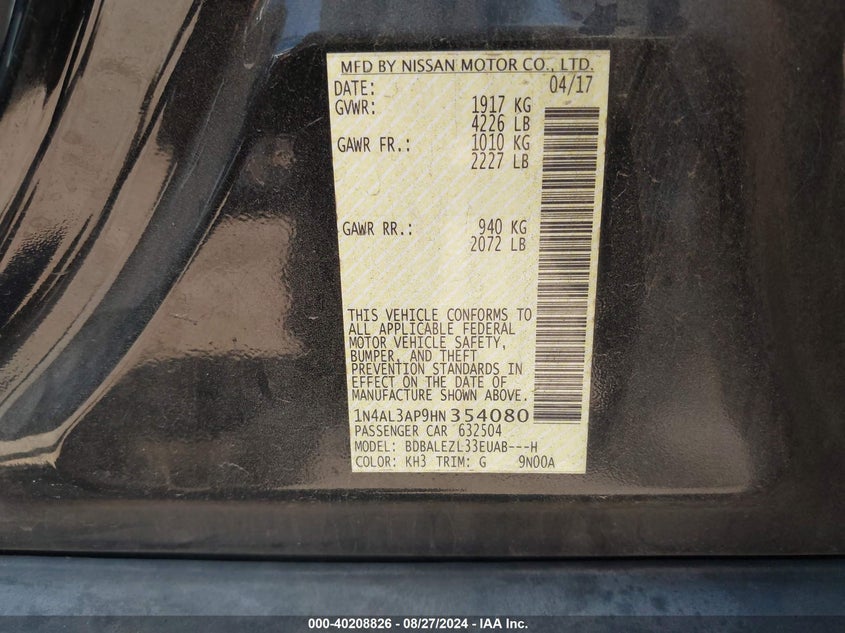 MFD BY NISSAN MOTOR CO., LTD.
DATE: 04/17
GVWR: 1917 KG
4226 LB
GAWR FR.: 1010 KG
2227 LB
GAWR RR.: 940 KG
2072 LB
THIS VEHICLE CONFORMS TO
ALL APPLICABLE FEDERAL
MOTOR VEHICLE SAFETY,
BUMPER, AND THEFT
PREVENTION STANDARDS IN
EFFECT ON THE DATE OF
MANUFACTURE SHOWN ABOVE.
1N4AL3AP9HN354080
PASSENGER CAR 632504
MODEL: BDBALEZL33EUAB---H
COLOR: KH3 TRIM: G 9N00A
000-40208826 - 08/27/2024 - IAA Inc.